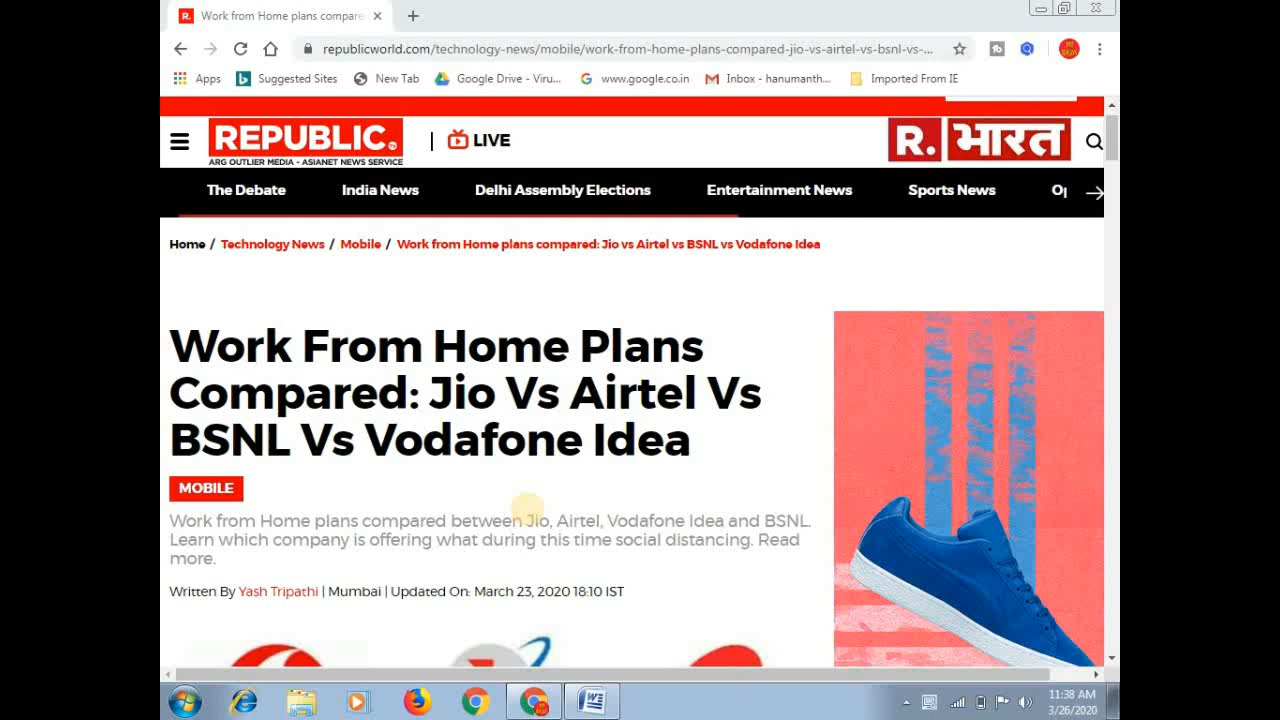 Work from Home plans compare
republicworld.com/technology-news/mobile/work-from-home-plans-compared-jio-vs-airtel-vs-bsnl-vs-...
Apps Suggested Sites New Tab Google Drive - Viru... www.google.co.in Inbox - hanumanth... Imported From IE
REPUBLIC.
ARG OUTLIER MEDIA - ASIANET NEWS SERVICE
LIVE
R. भारत
The Debate India News Delhi Assembly Elections Entertainment News Sports News
Home / Technology News / Mobile / Work from Home plans compared: Jio vs Airtel vs BSNL vs Vodafone Idea
Work From Home Plans
Compared: Jio Vs Airtel Vs
BSNL Vs Vodafone Idea
MOBILE
Work from Home plans compared between Jio, Airtel, Vodafone Idea and BSNL.
Learn which company is offering what during this time social distancing. Read
more.
Written By Yash Tripathi | Mumbai | Updated On: March 23, 2020 18:10 IST
11:38 AM
3/26/2020